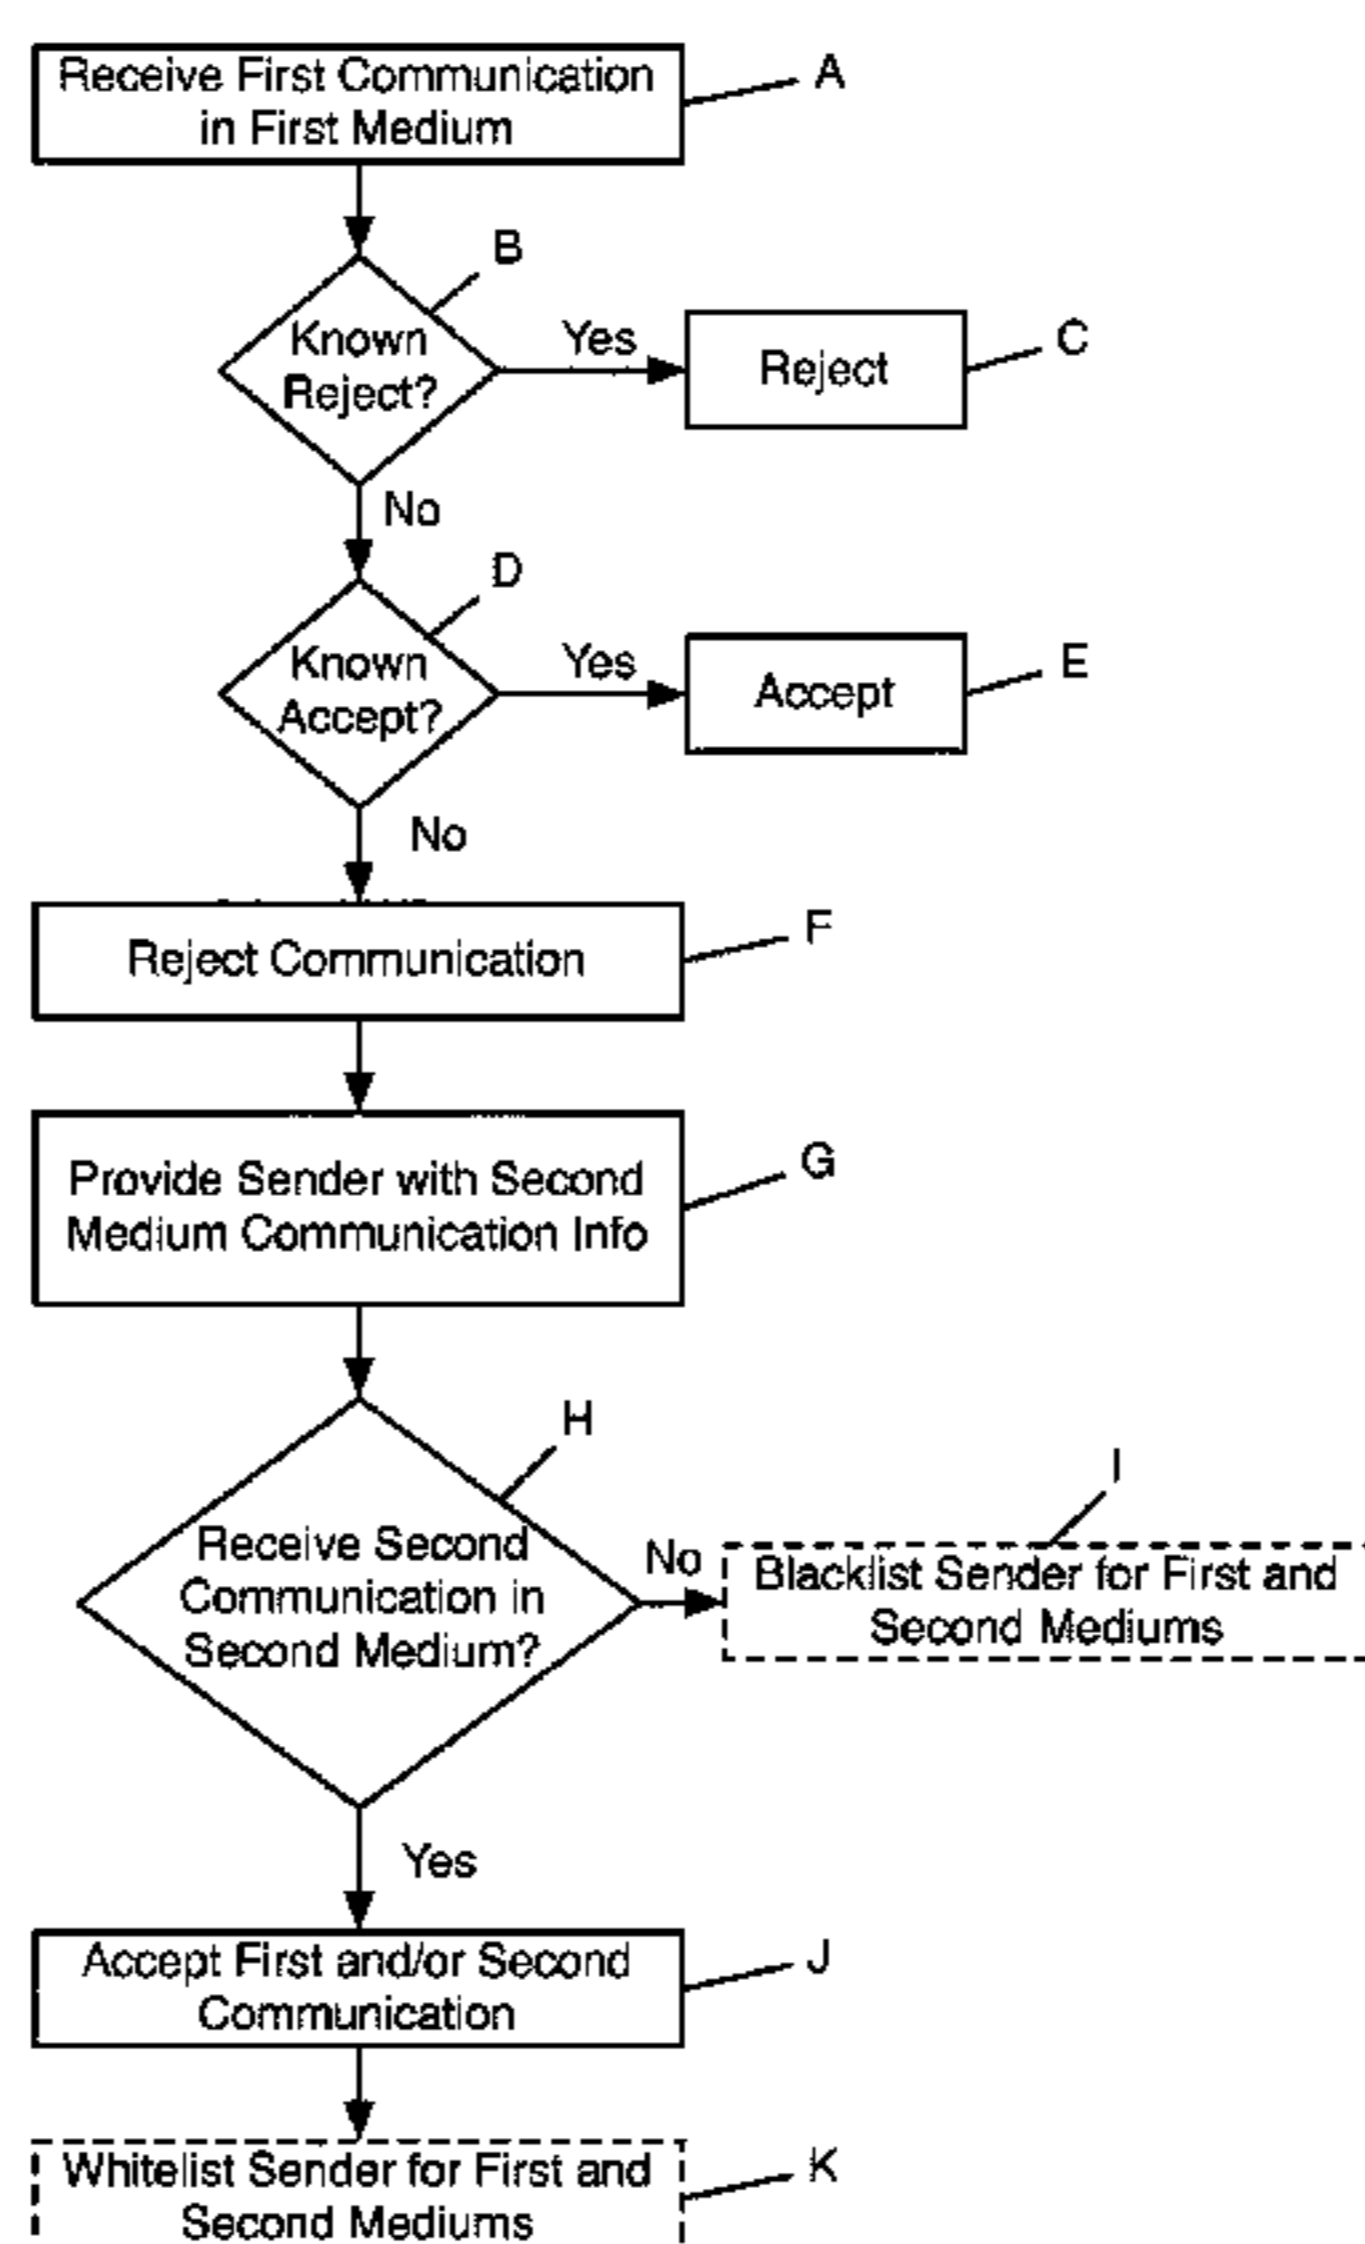 Receive First Communication
in First Medium
A
B
Known
Reject?
Yes
Reject
C
No
D
Known
Accept?
Yes
Accept
E
No
Reject Communication
F
Provide Sender with Second
Medium Communication Info
G
H
Receive Second
Communication in
Second Medium?
No
I
Blacklist Sender for First and
Second Mediums
Yes
Accept First and/or Second
Communication
J
Whitelist Sender for First and
Second Mediums
K